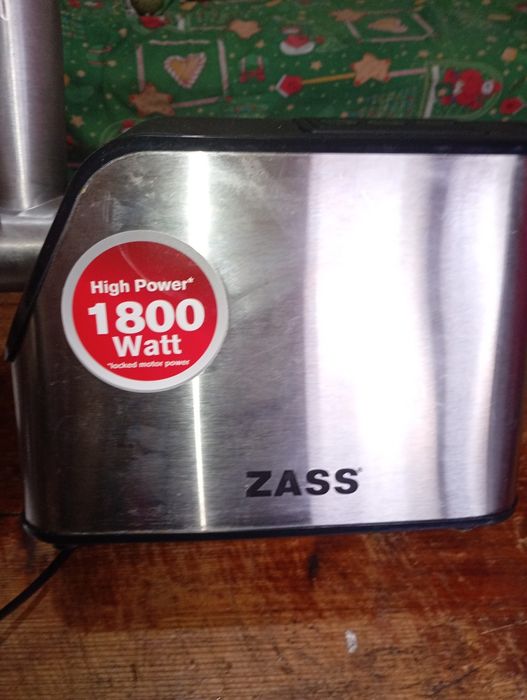 High Power*
1800
Watt
*locked motor power
ZASS®